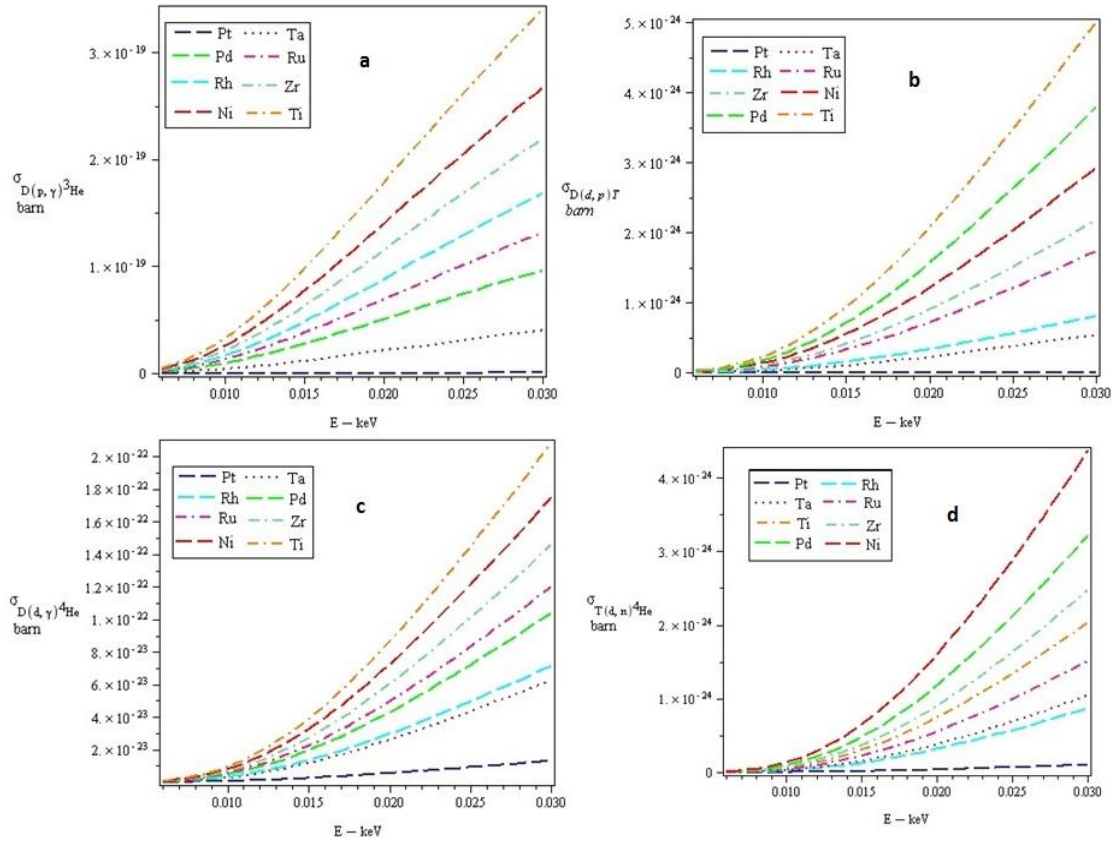 Pt Ta
Pd Ru
Rh Zr
Ni Ti
a
3. × 10⁻¹⁹
2. × 10⁻¹⁹
1. × 10⁻¹⁹
0
σ
D(p, γ)³He
barn
0.010 0.015 0.020 0.025 0.030
E – keV
Pt Ta
Rh Ru
Zr Ni
Pd Ti
b
5. × 10⁻²⁴
4. × 10⁻²⁴
3. × 10⁻²⁴
2. × 10⁻²⁴
1. × 10⁻²⁴
0
σ
D(d, p)T
barn
0.010 0.015 0.020 0.025 0.030
E – keV
Pt Ta
Rh Pd
Ru Zr
Ni Ti
c
2. × 10⁻²²
1.8 × 10⁻²²
1.6 × 10⁻²²
1.4 × 10⁻²²
1.2 × 10⁻²²
1. × 10⁻²²
8. × 10⁻²³
6. × 10⁻²³
4. × 10⁻²³
2. × 10⁻²³
σ
D(d, γ)⁴He
barn
0.010 0.015 0.020 0.025 0.030
E – keV
Pt Rh
Ta Ru
Ti Zr
Pd Ni
d
4. × 10⁻²⁴
3. × 10⁻²⁴
2. × 10⁻²⁴
1. × 10⁻²⁴
0
σ
T(d, n)⁴He
barn
0.010 0.015 0.020 0.025 0.030
E – keV